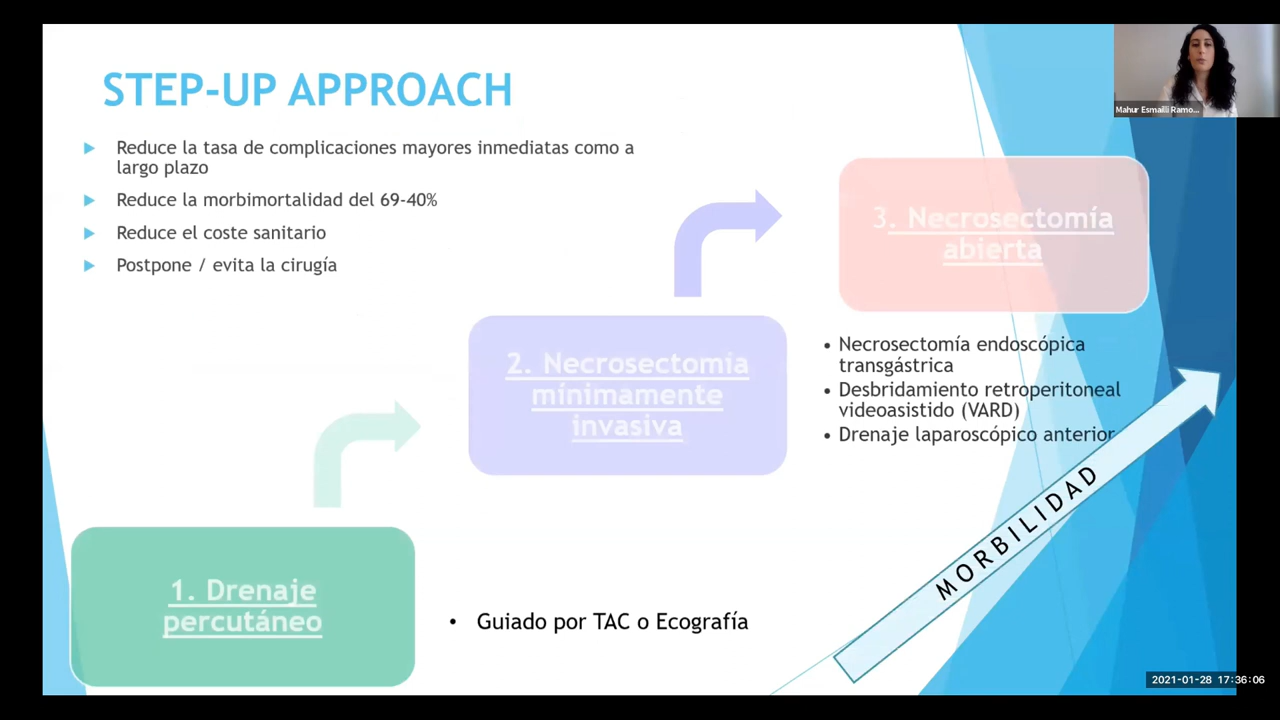 STEP-UP APPROACH
Reduce la tasa de complicaciones mayores inmediatas como a
largo plazo
Reduce la morbimortalidad del 69-40%
Reduce el coste sanitario
Postpone / evita la cirugía
Mahur Esmailli Ramo...
3. Necrosectomía
abierta
2. Necrosectomia
mínimamente
invasiva
• Necrosectomía endoscópica
transgástrica
• Desbridamiento retroperitoneal
videoasistido (VARD)
• Drenaje laparoscópico anterior
MORBILIDAD
1. Drenaje
percutáneo
• Guiado por TAC o Ecografía
2021-01-28 17:36:06